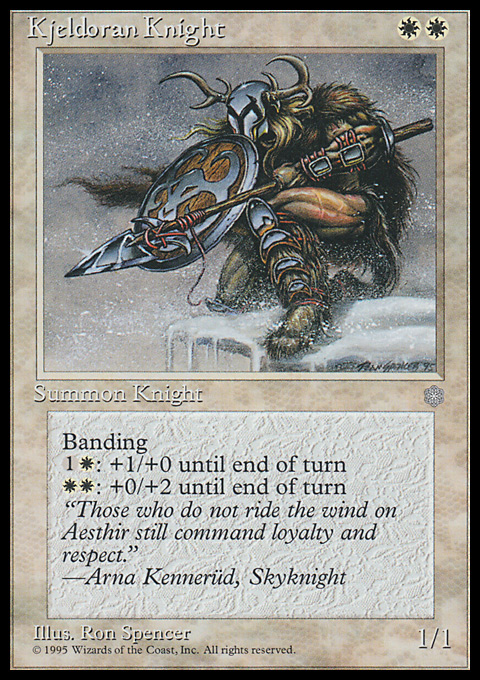 Kjeldoran Knight
Summon Knight
Banding
1 : +1/+0 until end of turn
: +0/+2 until end of turn
“Those who do not ride the wind on
Aesthir still command loyalty and
respect.”
—Arna Kennerüd, Skyknight
Illus. Ron Spencer
1/1
© 1995 Wizards of the Coast, Inc. All rights reserved.